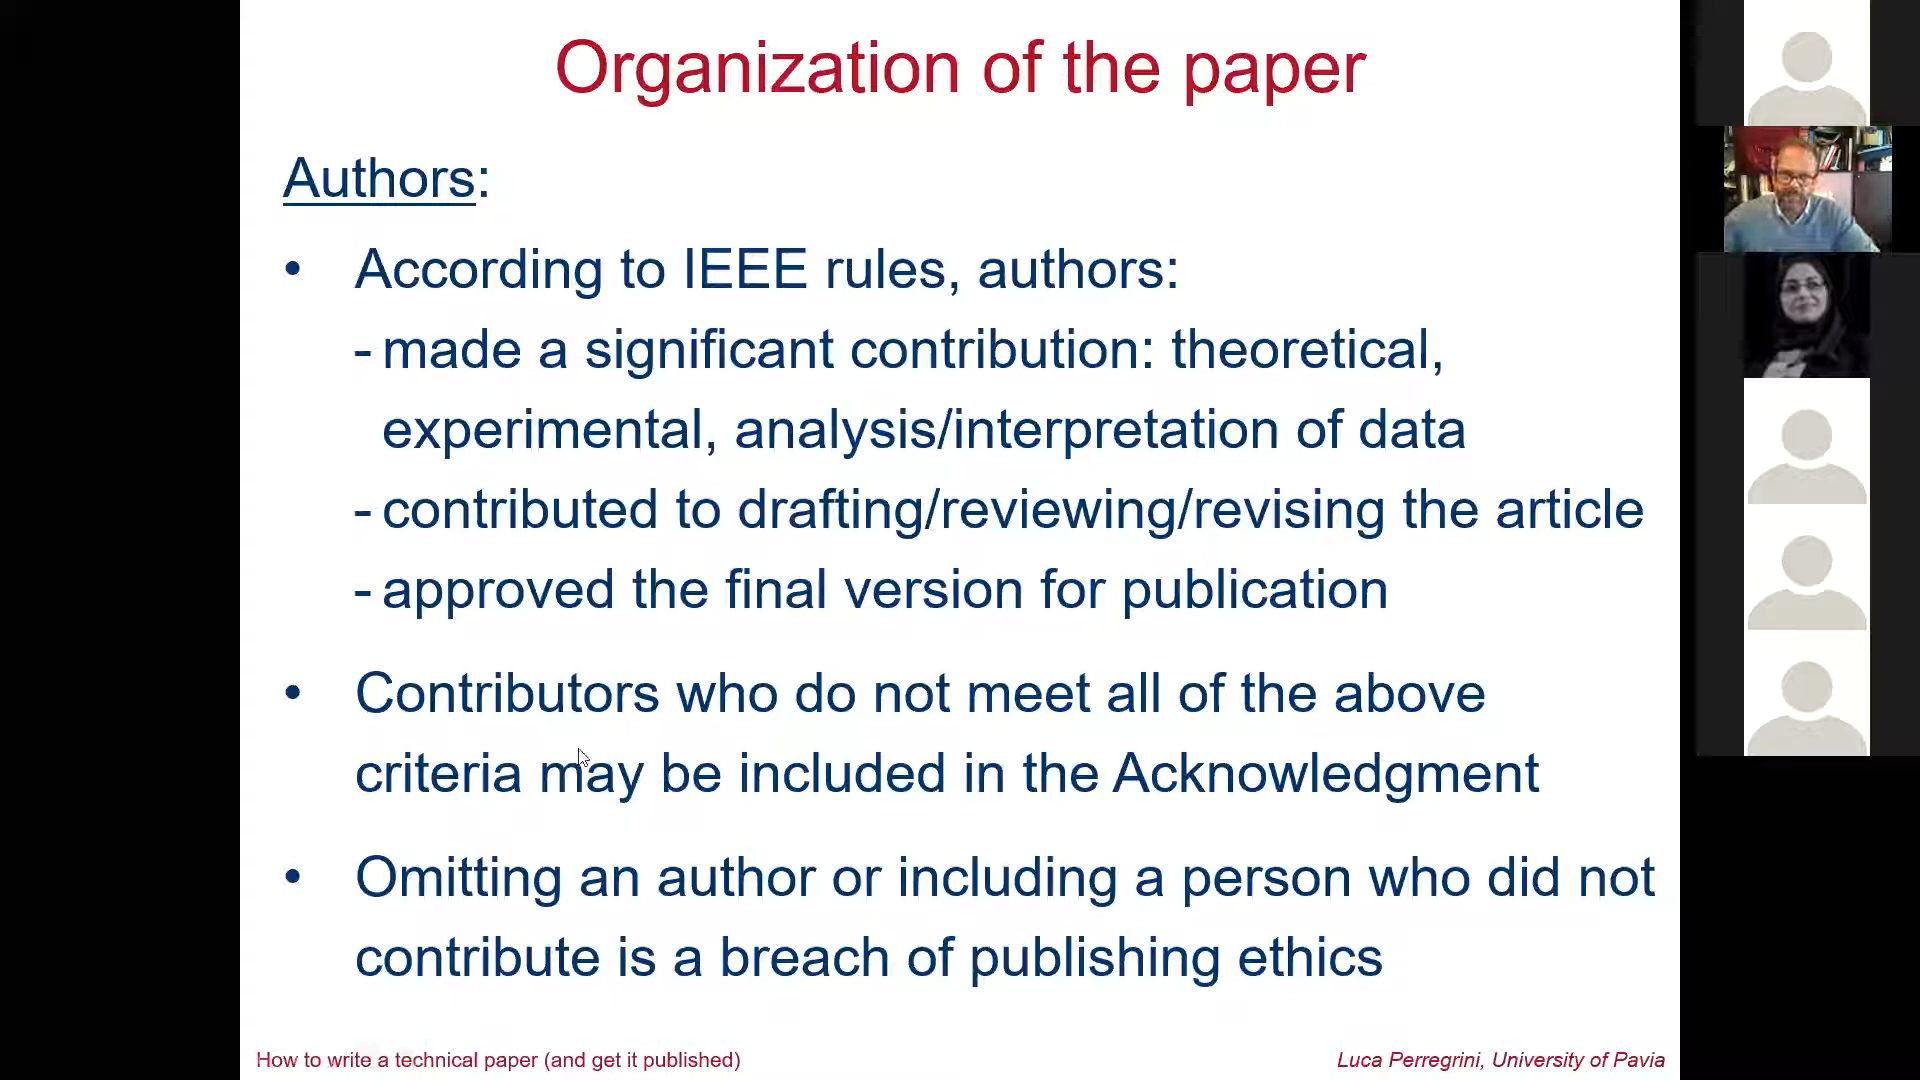 Organization of the paper
Authors:
• According to IEEE rules, authors:
- made a significant contribution: theoretical,
experimental, analysis/interpretation of data
- contributed to drafting/reviewing/revising the article
- approved the final version for publication
• Contributors who do not meet all of the above
criteria may be included in the Acknowledgment
• Omitting an author or including a person who did not
contribute is a breach of publishing ethics
How to write a technical paper (and get it published)
Luca Perregrini, University of Pavia